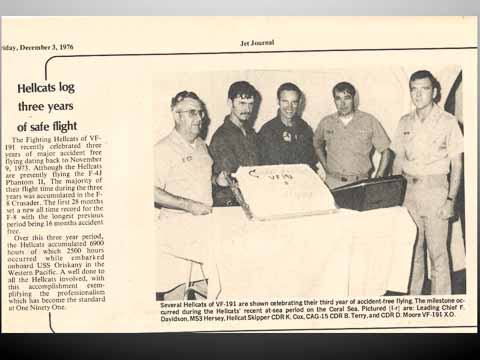 riday, December 3, 1976
Jet Journal
Hellcats log
three years
of safe flight
The Fighting Hellcats of VF-
191 recently celebrated three
years of major accident free
flying dating back to November
9, 1973. Although the Hellcats
are presently flying the F-4J
Phantom II, The majority of
their flight time during the three
years was accumulated in the F-
8 Crusader. The first 28 months
set a new all time record for the
F-8 with the longest previous
period being 16 months accident
free.
Over this three year period,
the Hellcats accumulated 6900
hours of which 2500 hours
occurred while embarked
onboard USS Oriskany in the
Western Pacific. A well done to
all the Hellcats involved, with
this accomplishment exem-
plifying the professionalism
which has become the standard
at One Ninety One.
Several Hellcats of VF-191 are shown celebrating their third year of accident-free flying. The milestone oc-
curred during the Hellcats' recent at-sea period on the Coral Sea. Pictured (l-r) are: Leading Chief F.
Davidson, MS3 Hersey, Hellcat Skipper CDR K. Cox, CAG-15 CDR B. Terry, and CDR D. Moore VF-191 X.O.